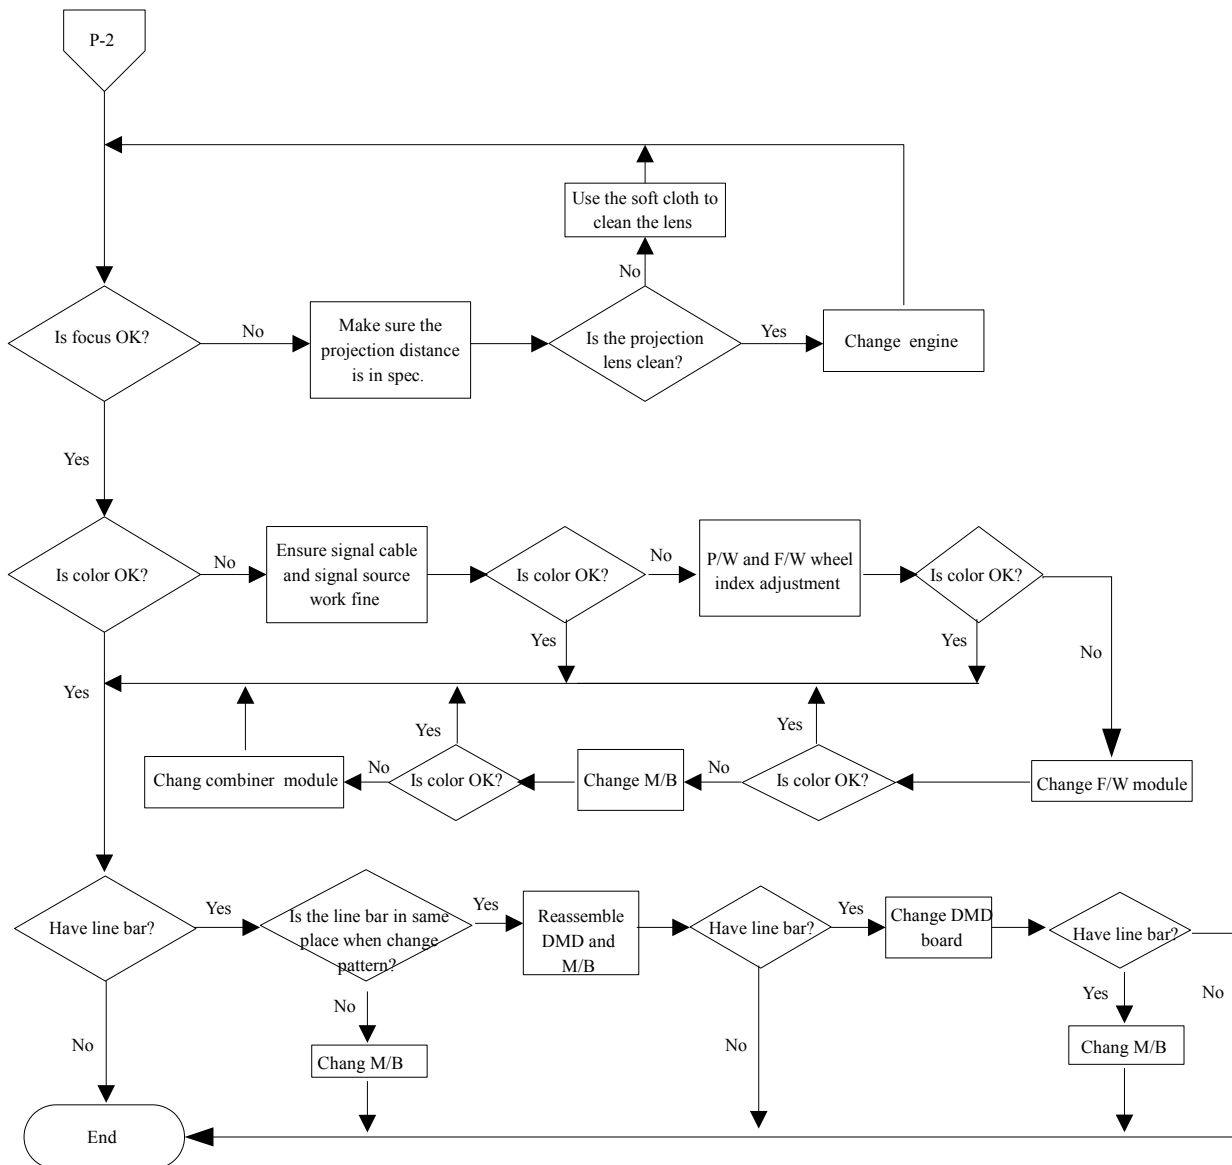 P-2
Use the soft cloth to
clean the lens
No
Is focus OK?
No
Make sure the
projection distance
is in spec.
Is the projection
lens clean?
Yes
Change engine
Yes
Is color OK?
No
Ensure signal cable
and signal source
work fine
Is color OK?
No
P/W and F/W wheel
index adjustment
Is color OK?
Yes
Yes
No
Yes
Yes
Yes
Chang combiner module
No
Is color OK?
Change M/B
No
Is color OK?
Change F/W module
Have line bar?
Yes
Is the line bar in same
place when change
pattern?
Yes
Reassemble
DMD and
M/B
Have line bar?
Yes
Change DMD
board
Have line bar?
No
No
No
Yes
No
Chang M/B
Chang M/B
End